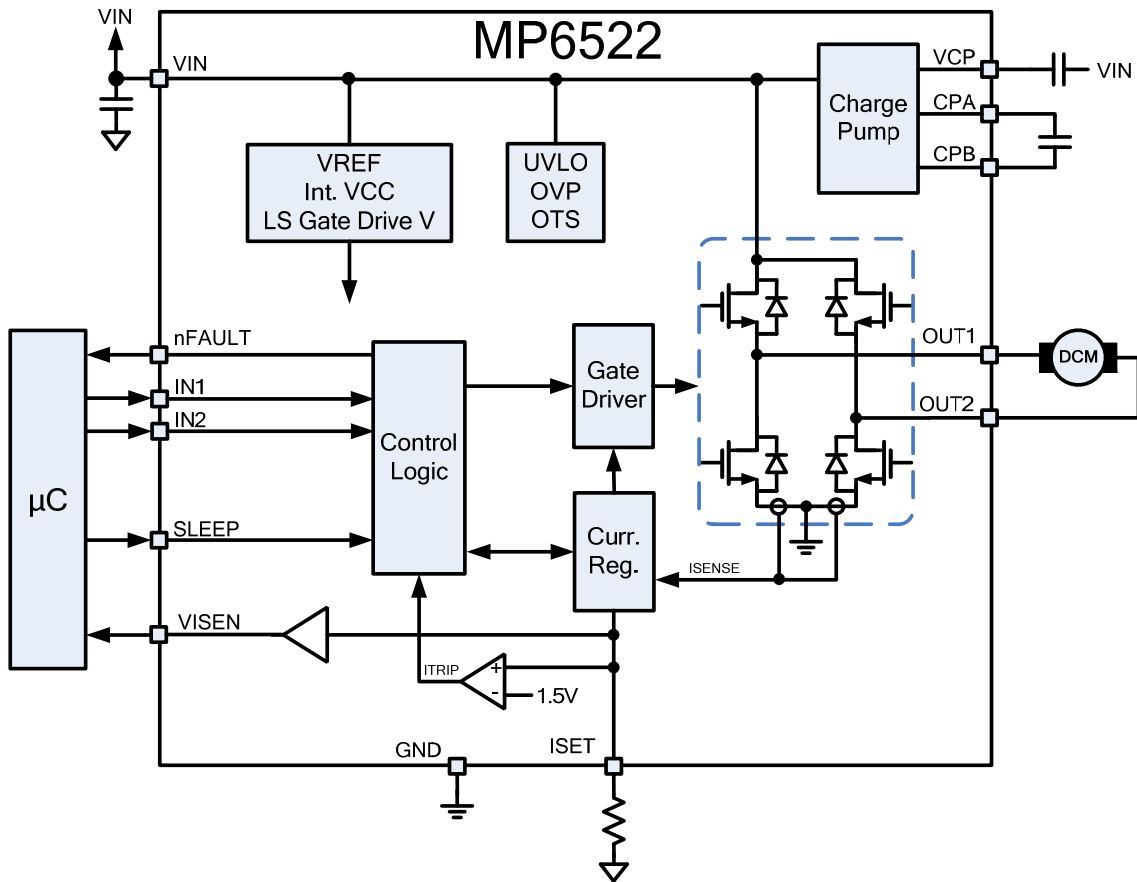 VIN
MP6522
VIN
VCP
VIN
CPA
CPB
Charge
Pump
VREF
Int. VCC
LS Gate Drive V
UVLO
OVP
OTS
nFAULT
IN1
IN2
SLEEP
VISEN
µC
Control
Logic
Gate
Driver
Curr.
Reg.
ISENSE
OUT1
OUT2
DCM
ITRIP
+
-
1.5V
GND
ISET